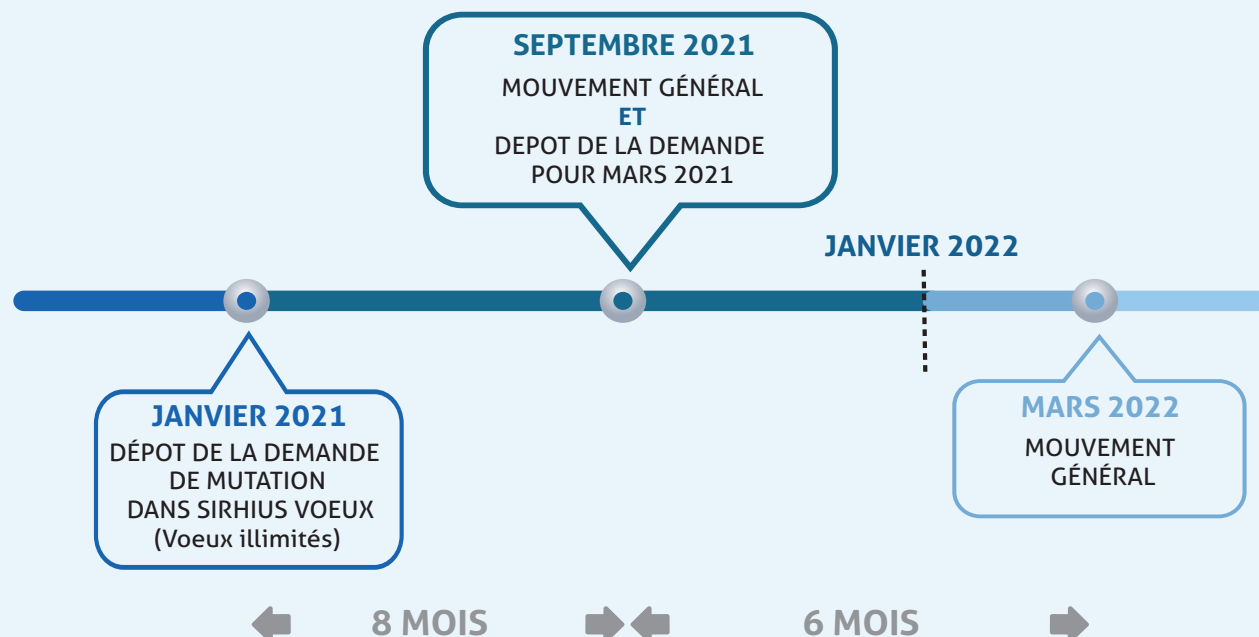 SEPTEMBRE 2021
MOUVEMENT GÉNÉRAL
ET
DEPOT DE LA DEMANDE
POUR MARS 2021
JANVIER 2022
JANVIER 2021
DÉPOT DE LA DEMANDE
DE MUTATION
DANS SIRHIUS VOEUX
(Voeux illimités)
MARS 2022
MOUVEMENT
GÉNÉRAL
8 MOIS
6 MOIS